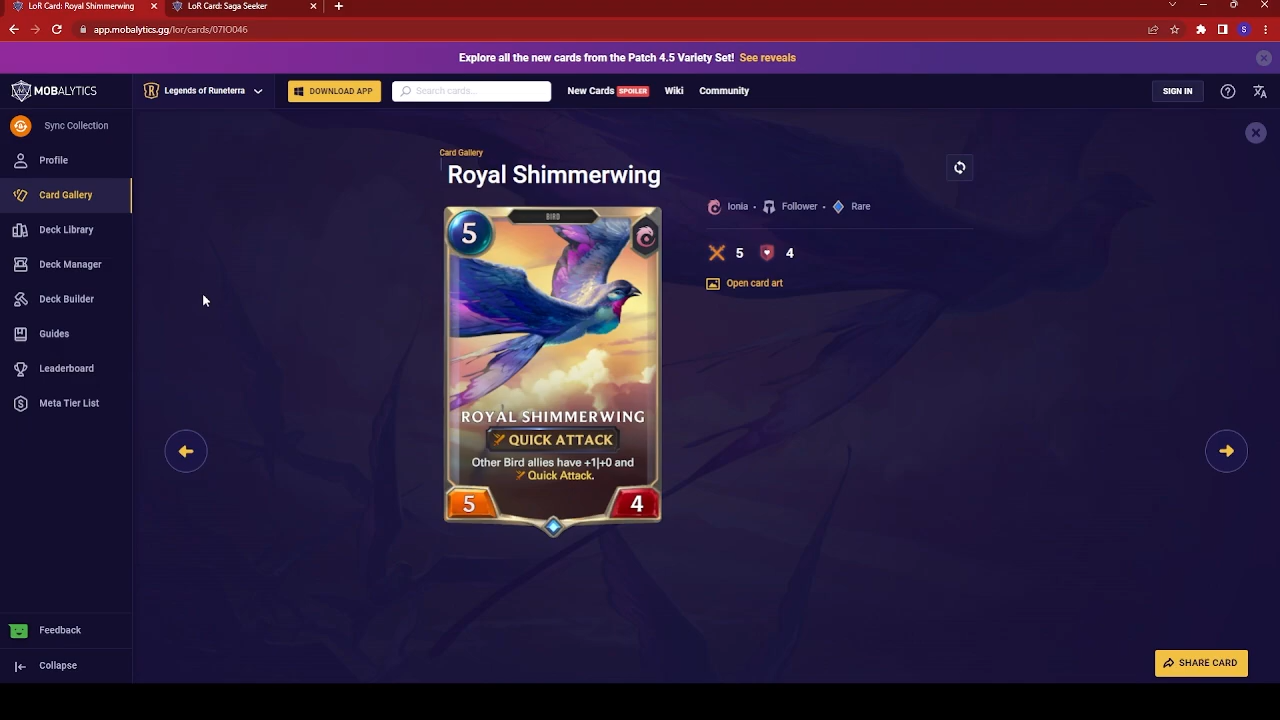 LoR Card: Royal Shimmerwing
LoR Card: Saga Seeker
app.mobalytics.gg/lor/cards/07IO046
S
Explore all the new cards from the Patch 4.5 Variety Set! See reveals
MOBALYTICS
Legends of Runeterra
DOWNLOAD APP
Search cards...
New Cards SPOILER
Wiki
Community
SIGN IN
Sync Collection
Profile
Card Gallery
Deck Library
Deck Manager
Deck Builder
Guides
Leaderboard
Meta Tier List
Feedback
Collapse
Card Gallery
Royal Shimmerwing
5
BIRD
ROYAL SHIMMERWING
QUICK ATTACK
Other Bird allies have +1|+0 and
Quick Attack.
5
4
Ionia • Follower • Rare
5 4
Open card art
SHARE CARD